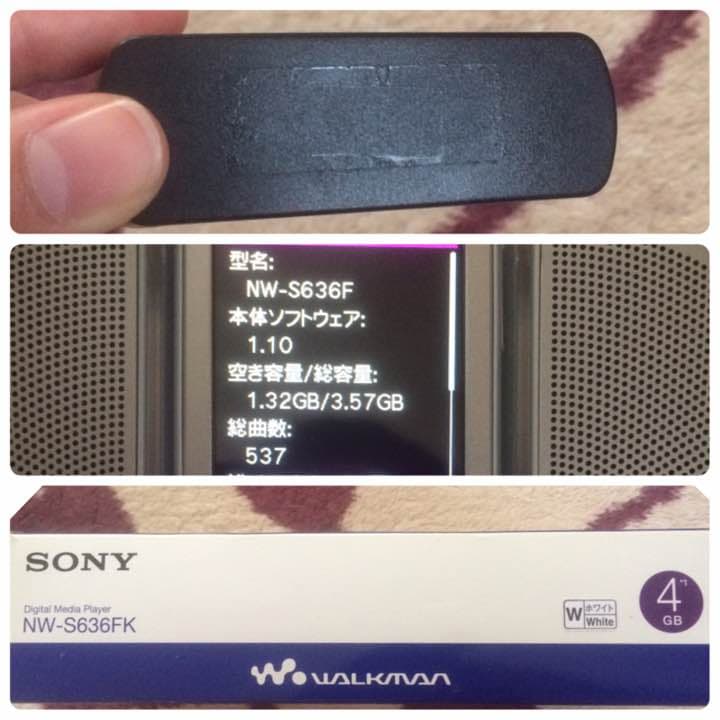 型名:
NW-S636F
本体ソフトウェア:
1.10
空き容量/総容量:
1.32GB/3.57GB
総曲数:
537
SONY
Digital Media Player
NW-S636FK
W ホワイト
White
4*1
GB
WALKMAN